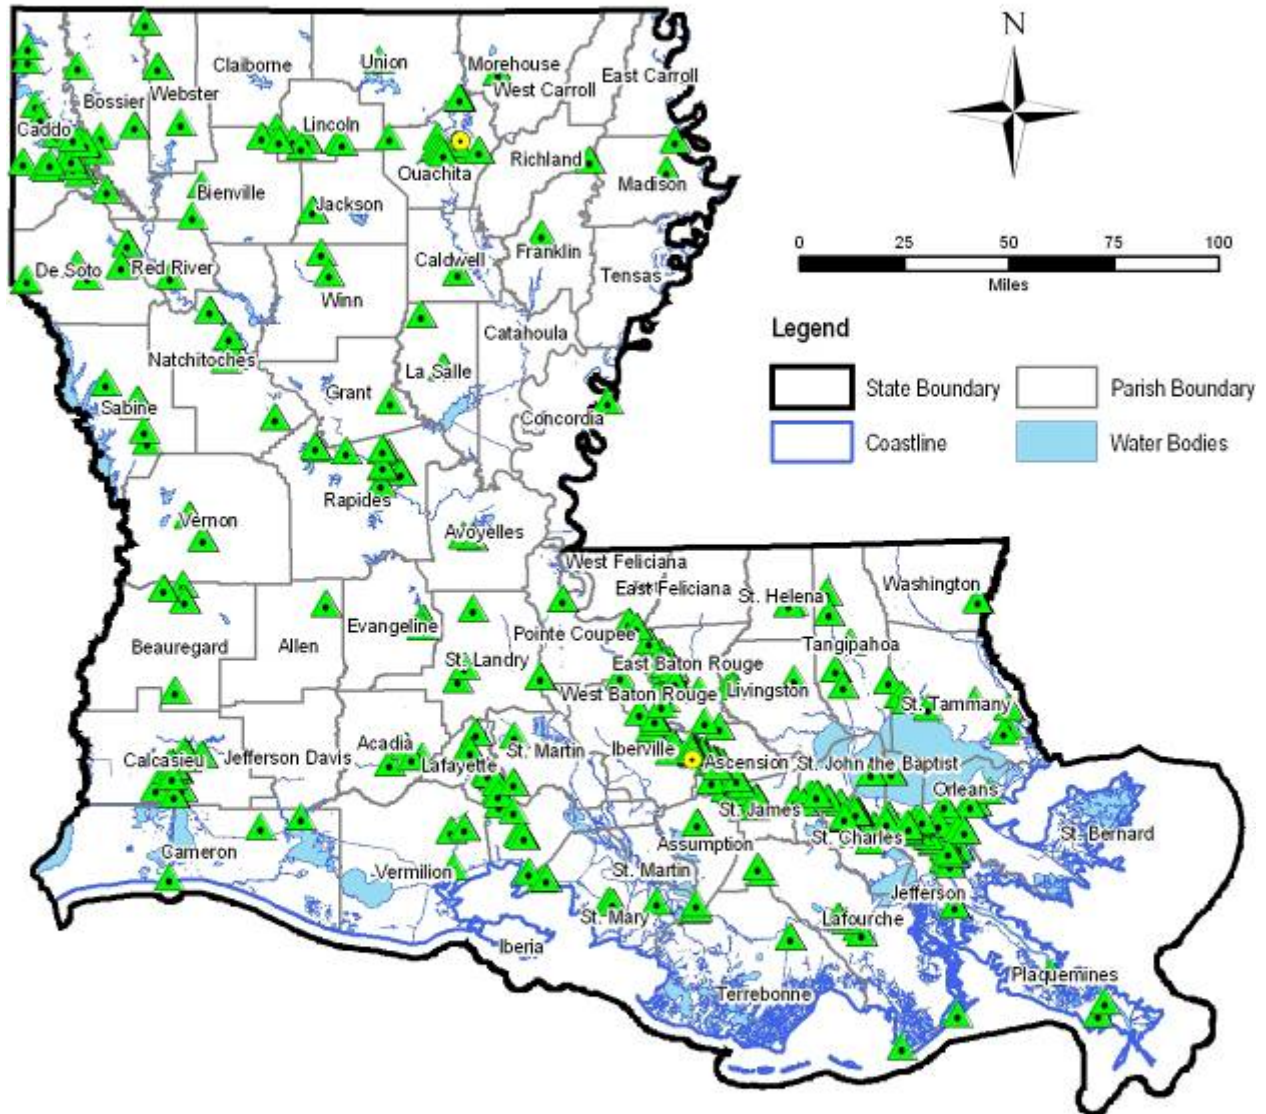 N
Claiborne
Union
Morehouse
East Carroll
West Carroll
Webster
Bossier
Caddo
Lincoln
Richland
Ouachita
Madison
Bienville
Jackson
Franklin
De Soto
Red River
Caldwell
Tensas
Winn
0 25 50 75 100
Miles
Legend
State Boundary
Parish Boundary
Coastline
Water Bodies
Catahoula
Natchitoches
La Salle
Grant
Sabine
Concordia
Rapides
Vernon
Avoyelles
West Feliciana
East Feliciana
St. Helena
Washington
Evangeline
Pointe Coupee
Beauregard
Allen
Tangipahoa
St. Landry
East Baton Rouge
West Baton Rouge
Livingston
St. Tammany
Acadia
St. Martin
Iberville
Calcasieu
Jefferson Davis
Lafayette
Ascension
St. John the Baptist
Orleans
St. James
St. Charles
St. Bernard
Cameron
Assumption
Vermilion
St. Martin
Jefferson
St. Mary
Lafourche
Iberia
Plaquemines
Terrebonne